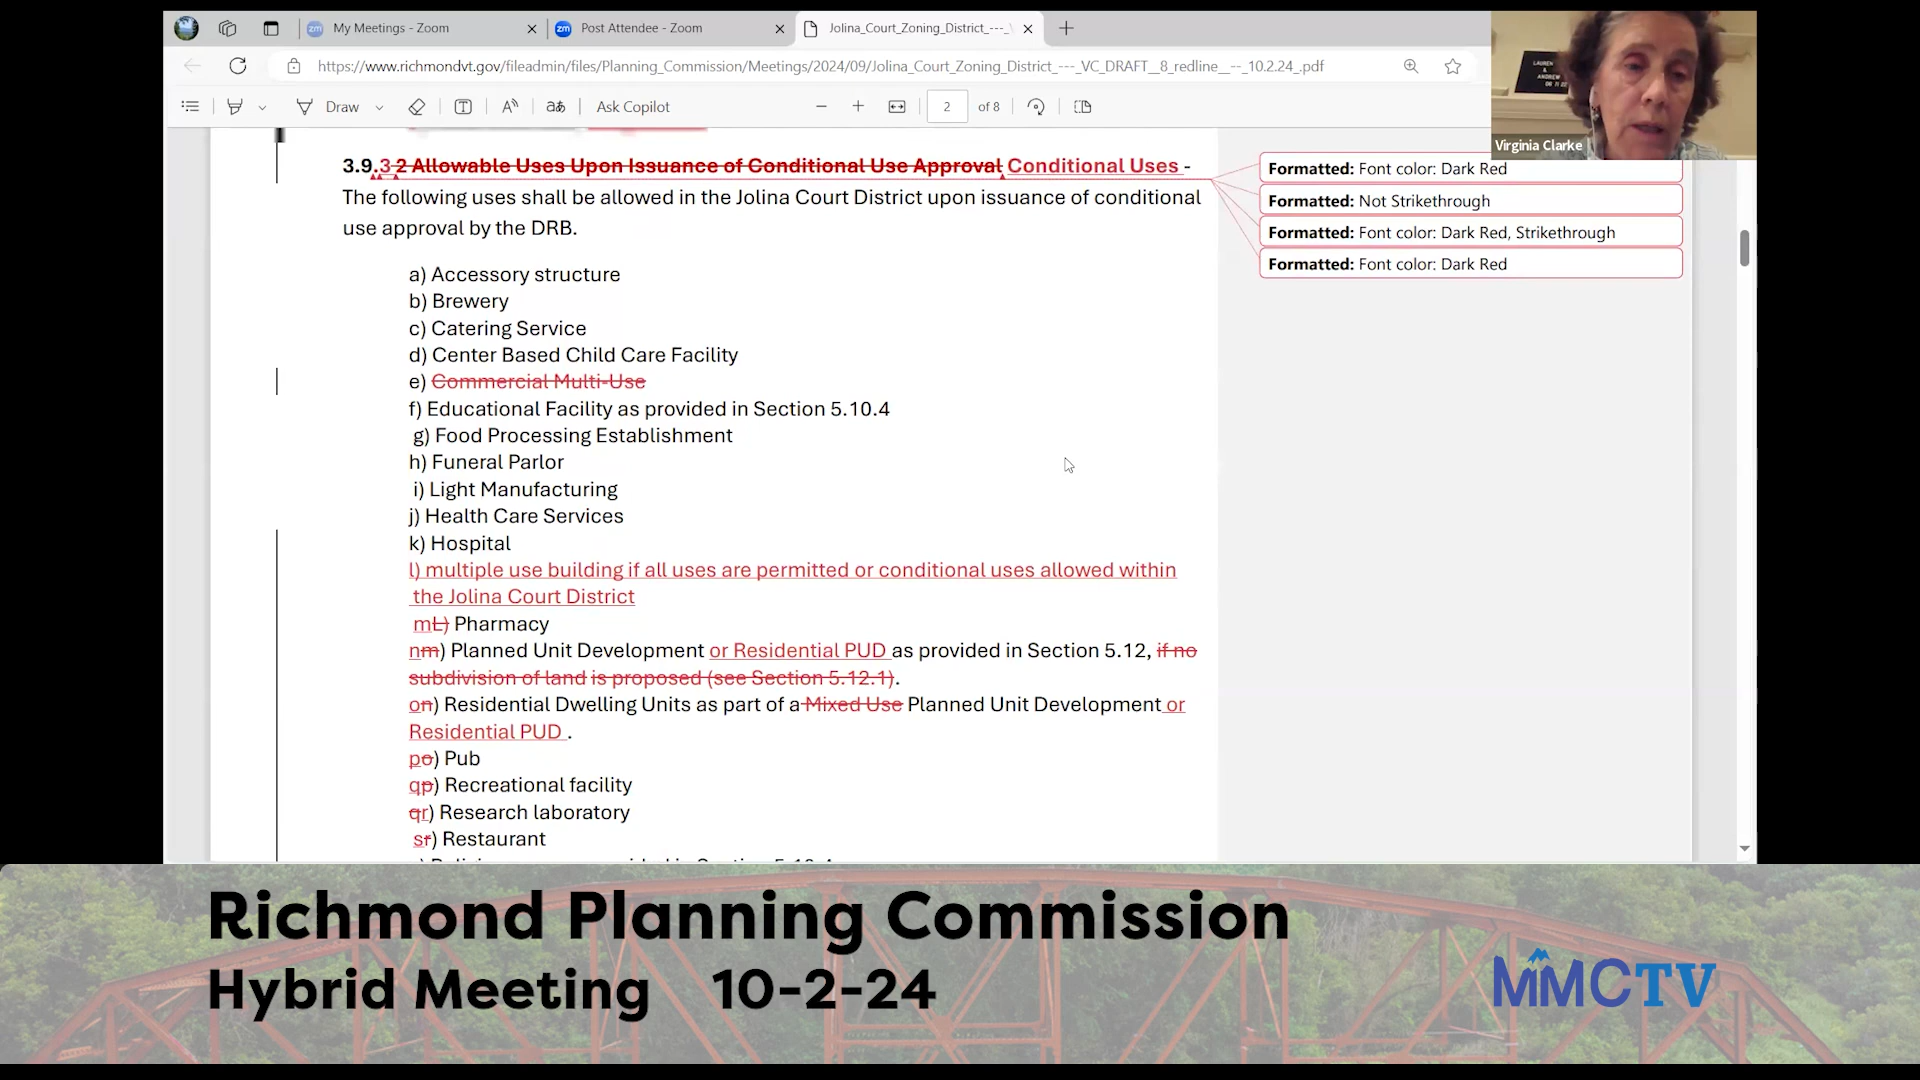 My Meetings - Zoom
Post Attendee - Zoom
Jolina_Court_Zoning_District_---_V
https://www.richmondvt.gov/fileadmin/files/Planning_Commission/Meetings/2024/09/Jolina_Court_Zoning_District_---_VC_DRAFT__8_redline__--_10.2.24_.pdf
Draw
Ask Copilot
2 of 8
LAUREN
&
ANDREW
Virginia Clarke
3.9.3 2 Allowable Uses Upon Issuance of Conditional Use Approval Conditional Uses -
The following uses shall be allowed in the Jolina Court District upon issuance of conditional
use approval by the DRB.
a) Accessory structure
b) Brewery
c) Catering Service
d) Center Based Child Care Facility
e) Commercial Multi-Use
f) Educational Facility as provided in Section 5.10.4
g) Food Processing Establishment
h) Funeral Parlor
i) Light Manufacturing
j) Health Care Services
k) Hospital
l) multiple use building if all uses are permitted or conditional uses allowed within
the Jolina Court District
mL) Pharmacy
nm) Planned Unit Development or Residential PUD as provided in Section 5.12, if no
subdivision of land is proposed (see Section 5.12.1).
on) Residential Dwelling Units as part of a Mixed Use Planned Unit Development or
Residential PUD .
po) Pub
qp) Recreational facility
qr) Research laboratory
sr) Restaurant
Formatted: Font color: Dark Red
Formatted: Not Strikethrough
Formatted: Font color: Dark Red, Strikethrough
Formatted: Font color: Dark Red
Richmond Planning Commission
Hybrid Meeting 10-2-24
MMCTV